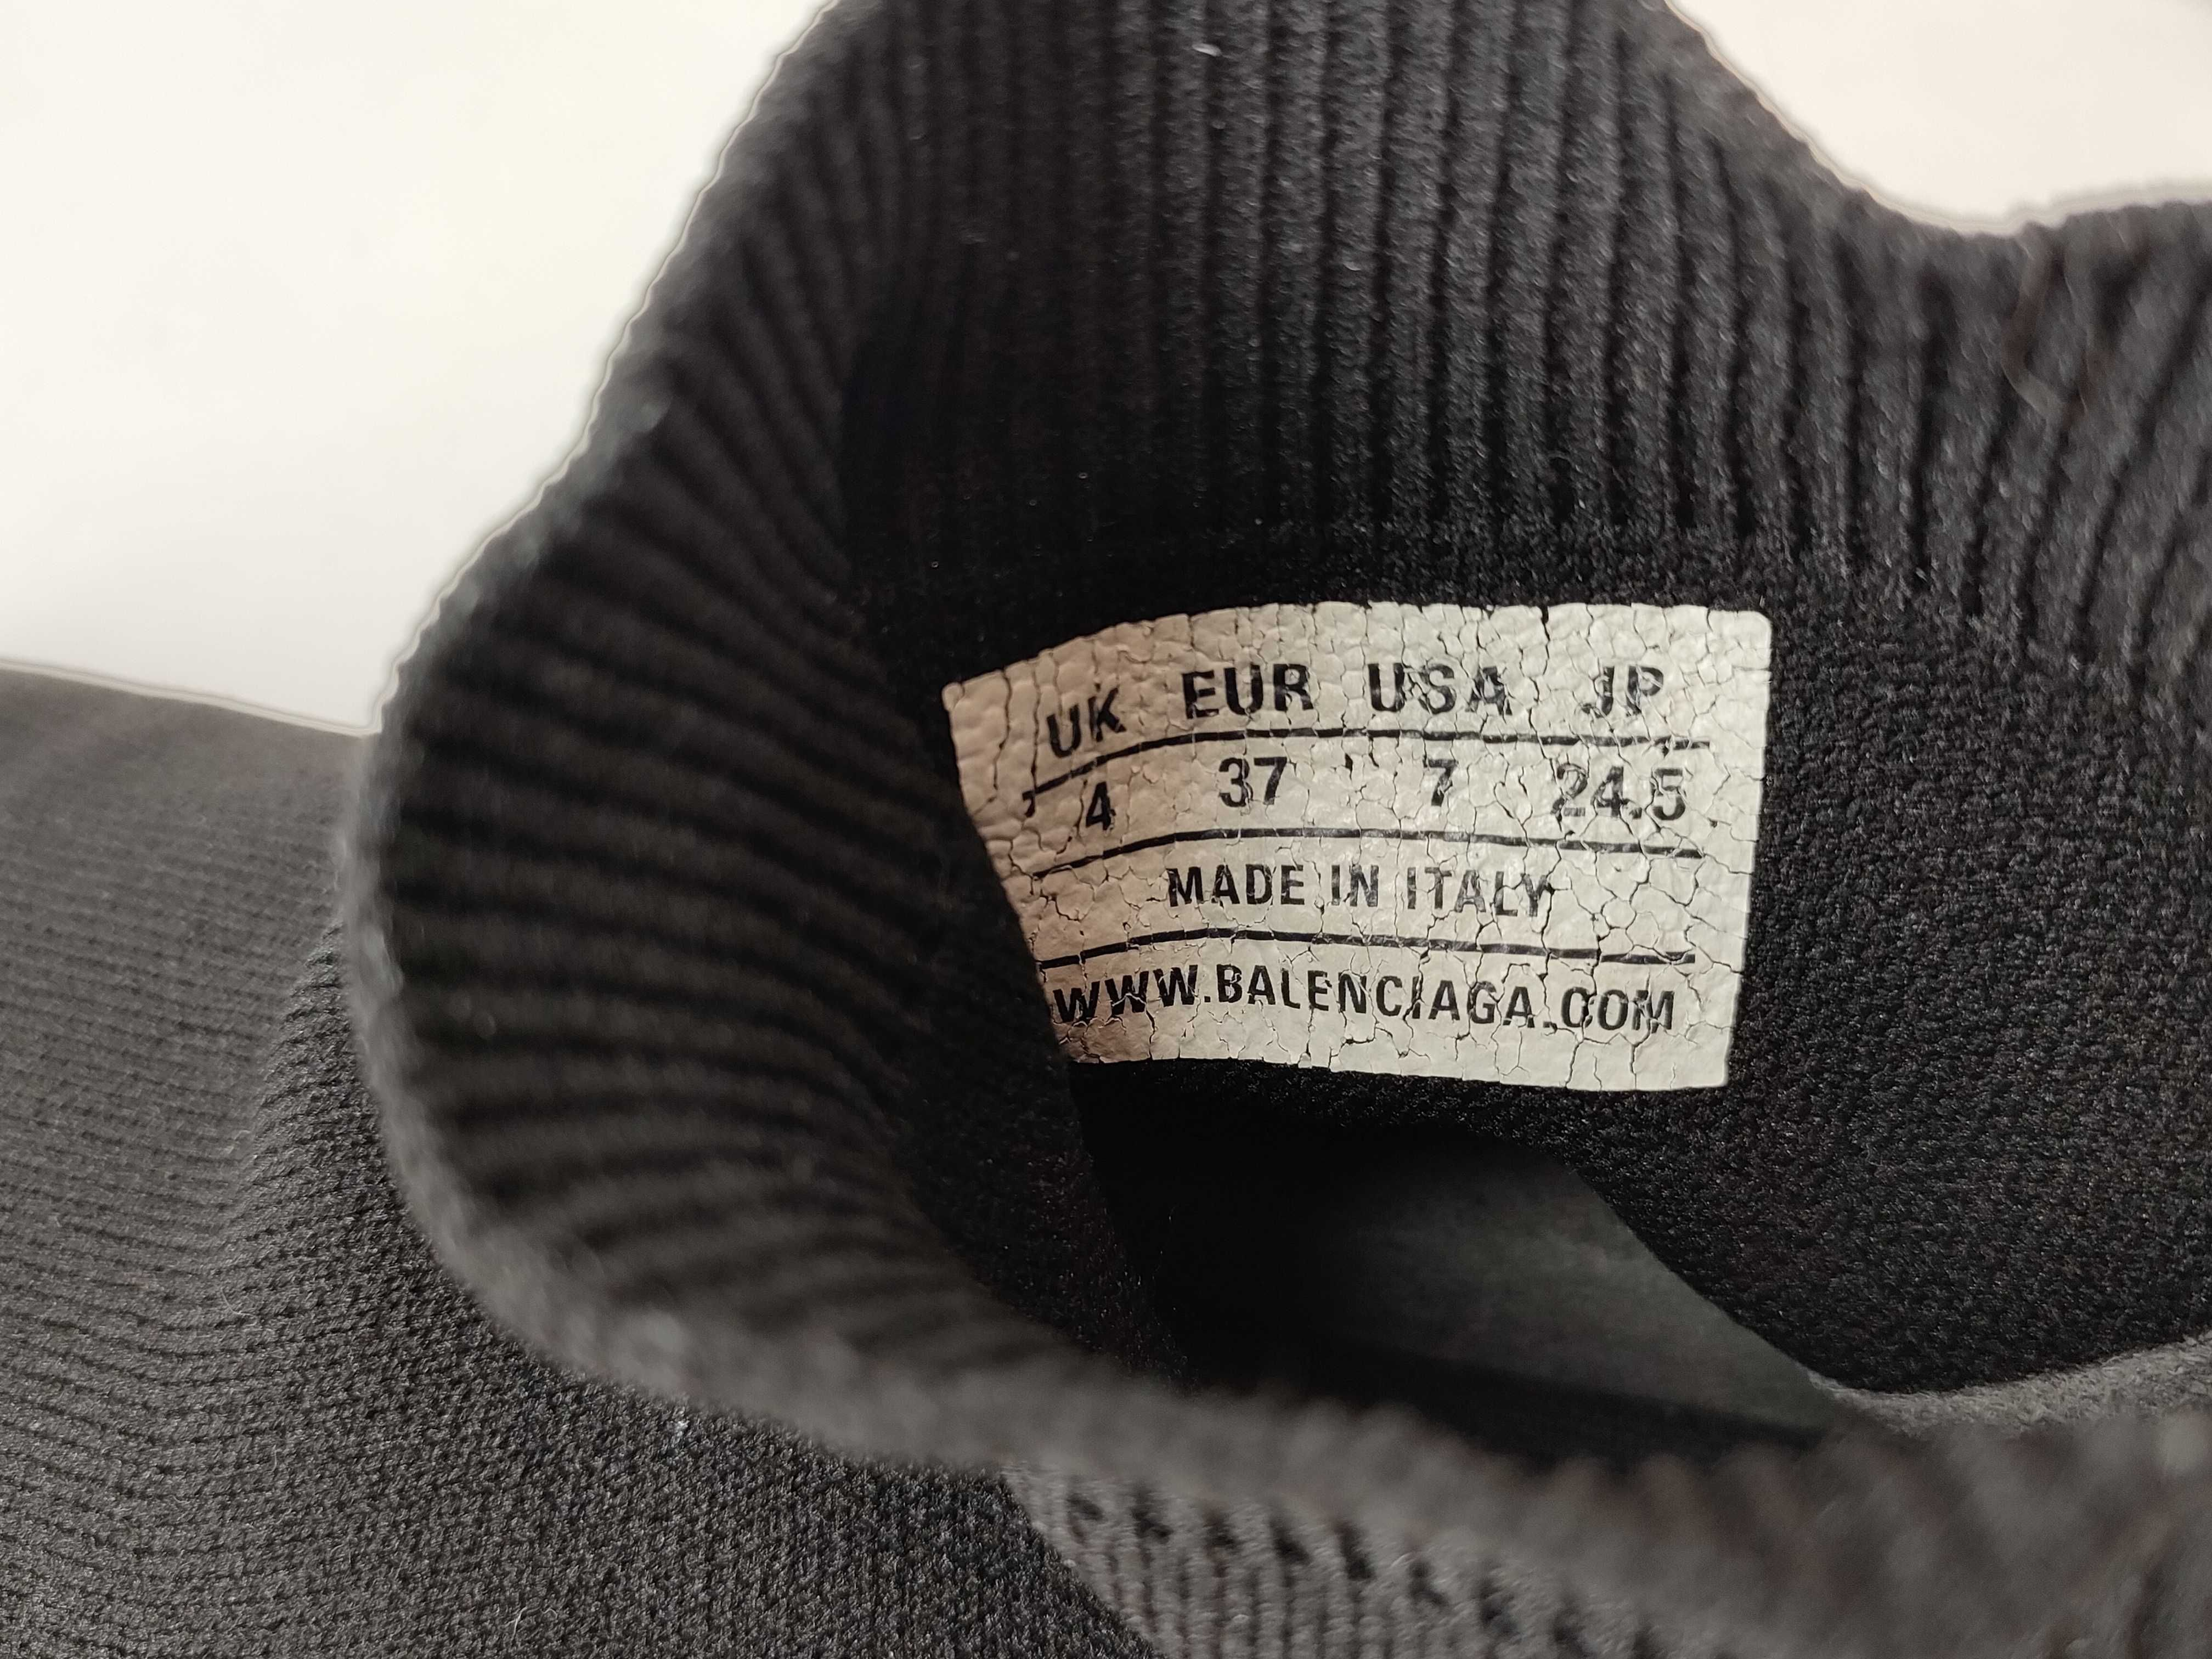 UK EUR USA JP
4 37 7 24.5
MADE IN ITALY
WWW.BALENCIAGA.COM